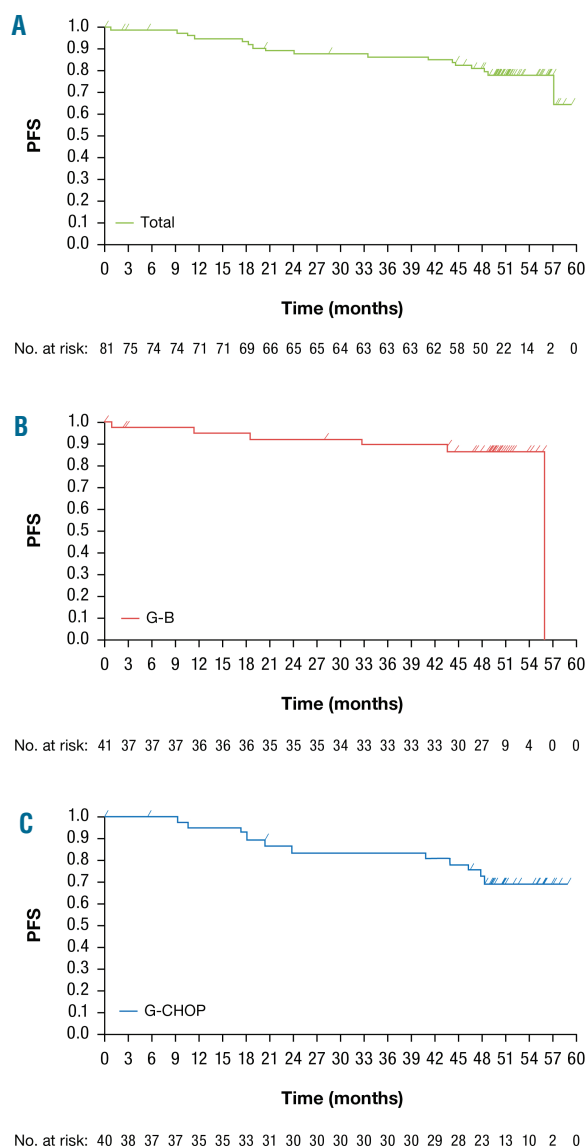 A
1.0
0.9
0.8
0.7
0.6
0.5
0.4
0.3
0.2
0.1
0.0
PFS
Total
0 3 6 9 12 15 18 21 24 27 30 33 36 39 42 45 48 51 54 57 60
Time (months)
No. at risk: 81 75 74 74 71 71 69 66 65 65 64 63 63 63 62 58 50 22 14 2 0
B
1.0
0.9
0.8
0.7
0.6
0.5
0.4
0.3
0.2
0.1
0.0
PFS
G-B
0 3 6 9 12 15 18 21 24 27 30 33 36 39 42 45 48 51 54 57 60
Time (months)
No. at risk: 41 37 37 37 36 36 36 35 35 35 34 33 33 33 33 30 27 9 4 0 0
C
1.0
0.9
0.8
0.7
0.6
0.5
0.4
0.3
0.2
0.1
0.0
PFS
G-CHOP
0 3 6 9 12 15 18 21 24 27 30 33 36 39 42 45 48 51 54 57 60
Time (months)
No. at risk: 40 38 37 37 35 35 33 31 30 30 30 30 30 30 29 28 23 13 10 2 0